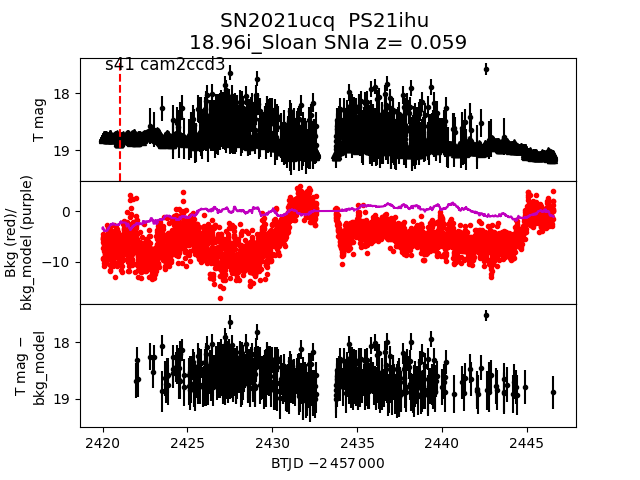 SN2021ucq  PS21ihu
18.96i_Sloan SNIa z= 0.059
s41 cam2ccd3
T mag
18
19
Bkg (red)/
bkg_model (purple)
0
−10
T mag −
bkg_model
18
19
2420 2425 2430 2435 2440 2445
BTJD −2 457 000